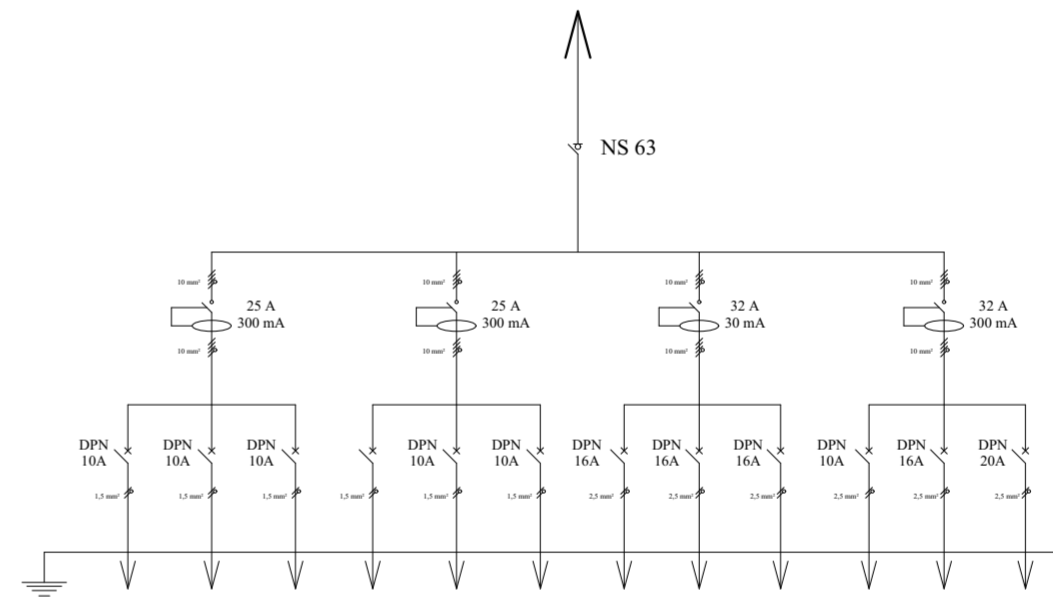 NS 63
10 mm²
10 mm²
10 mm²
10 mm²
25 A
300 mA
25 A
300 mA
32 A
30 mA
32 A
300 mA
10 mm²
10 mm²
10 mm²
10 mm²
DPN
10A
DPN
10A
DPN
10A
DPN
10A
DPN
10A
DPN
16A
DPN
16A
DPN
16A
DPN
10A
DPN
16A
DPN
20A
1,5 mm²
1,5 mm²
1,5 mm²
1,5 mm²
1,5 mm²
1,5 mm²
2,5 mm²
2,5 mm²
2,5 mm²
2,5 mm²
2,5 mm²
2,5 mm²